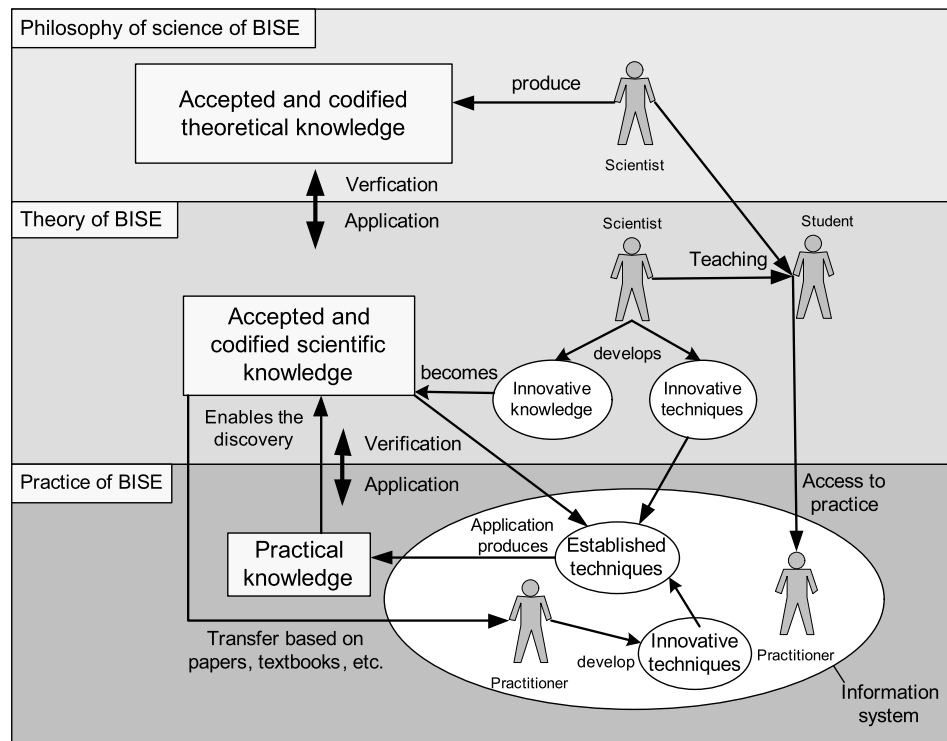 Philosophy of science of BISE
Accepted and codified
theoretical knowledge
produce
Scientist
Verfication
Application
Theory of BISE
Scientist
Student
Teaching
Accepted and
codified scientific
knowledge
develops
becomes
Innovative
knowledge
Innovative
techniques
Enables the
discovery
Verification
Application
Practice of BISE
Access to
practice
Practical
knowledge
Application
produces
Established
techniques
Transfer based on
papers, textbooks, etc.
Practitioner
develop
Innovative
techniques
Practitioner
Information
system